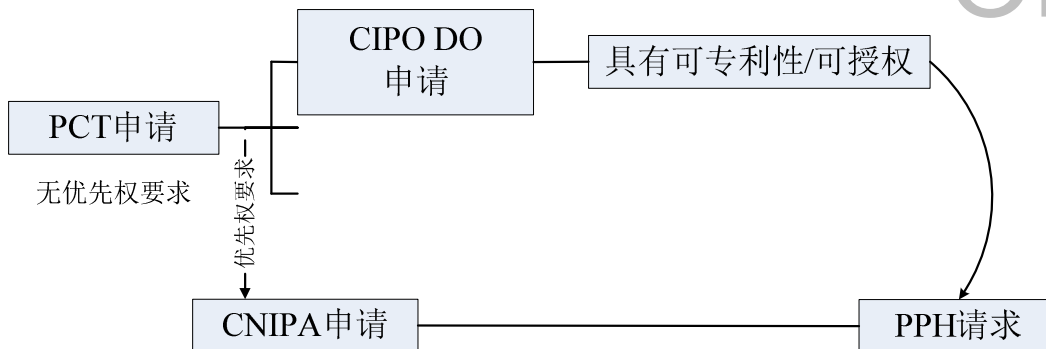 CIPO DO
申请
具有可专利性/可授权
PCT申请
无优先权要求
优先权要求
CNIPA申请
PPH请求